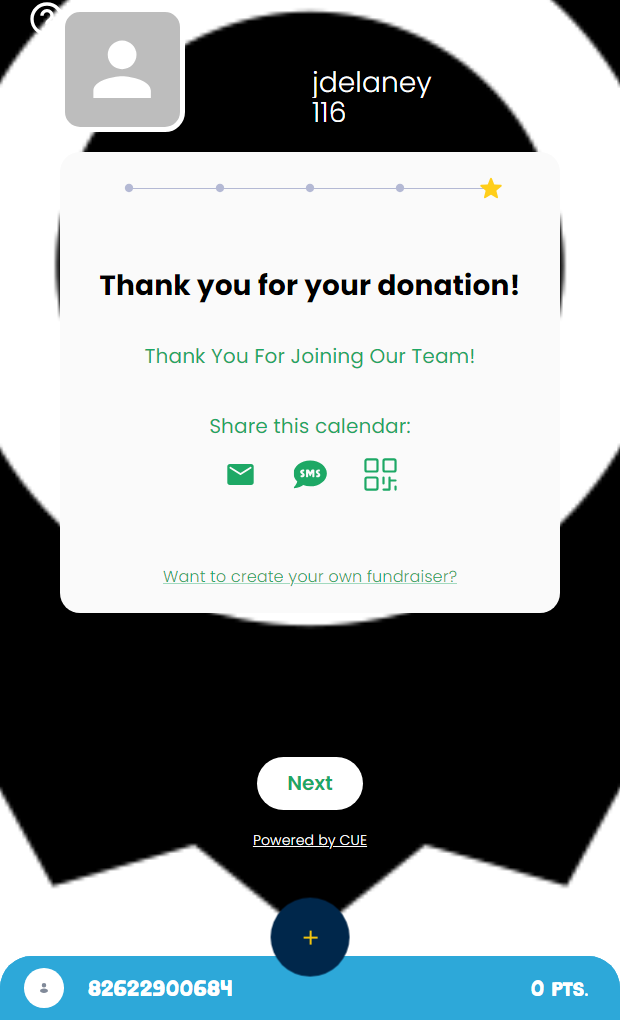 jdelaney
116
Thank you for your donation!
Thank You For Joining Our Team!
Share this calendar:
SMS
Want to create your own fundraiser?
Next
Powered by CUE
+
82622900684
0 PTS.